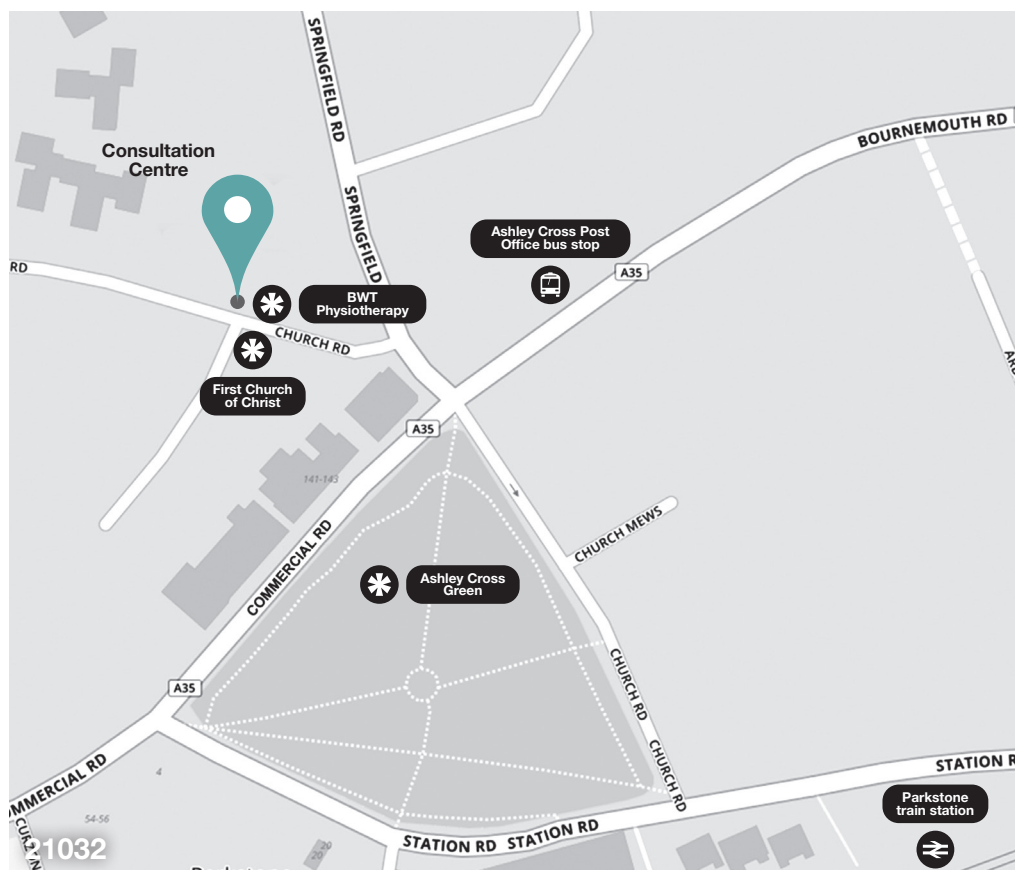 SPRINGFIELD RD
BOURNEMOUTH RD
Consultation
Centre
SPRINGFIELD
Ashley Cross Post
Office bus stop
A35
RD
BWT
Physiotherapy
CHURCH RD
First Church
of Christ
A35
141-143
CHURCH MEWS
COMMERCIAL RD
Ashley Cross
Green
CHURCH RD
A35
CHURCH RD
OMMERCIAL RD
STATION R
4
54-56
Parkstone
train station
STATION RD
STATION RD
20
20
21032